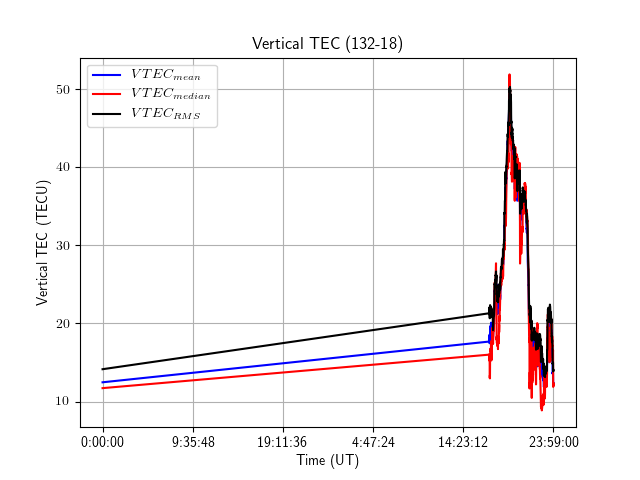 Vertical TEC (132-18)
VTEC_mean
VTEC_median
VTEC_RMS
Vertical TEC (TECU)
50
40
30
20
10
0:00:00 9:35:48 19:11:36 4:47:24 14:23:12 23:59:00
Time (UT)